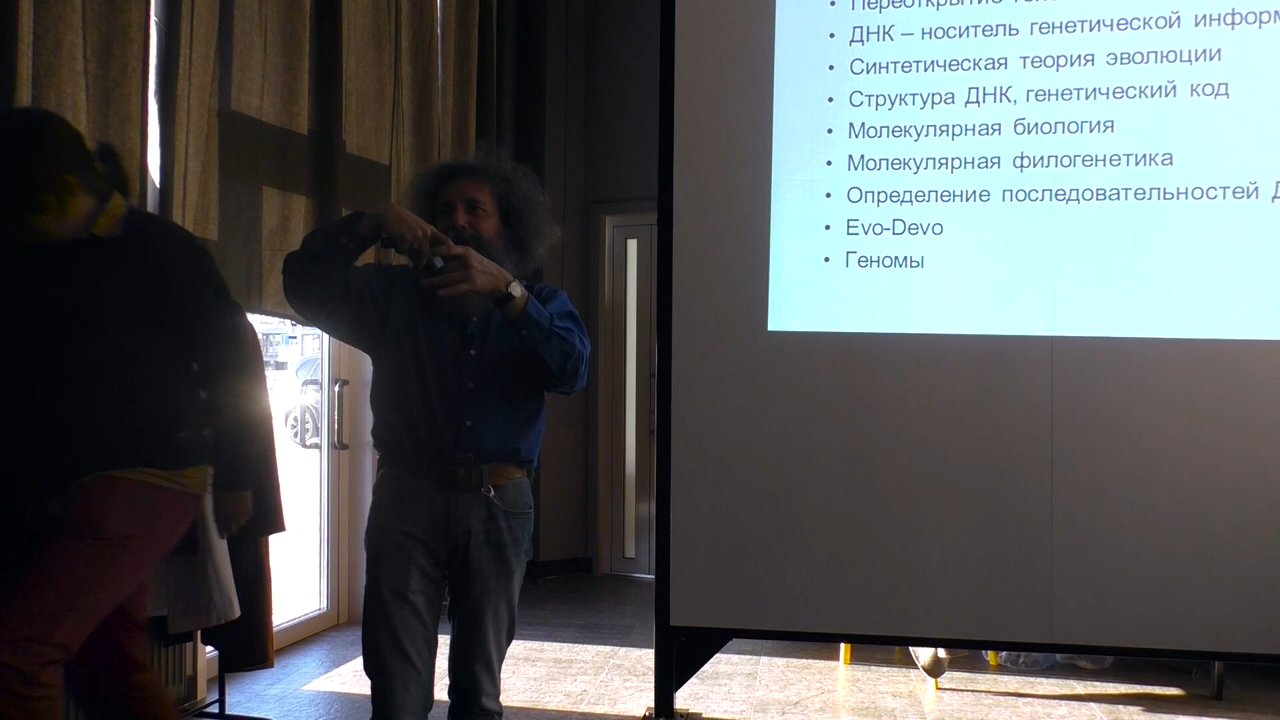 • Переоткрытие
• ДНК – носитель генетической
• Синтетическая теория эволюции
• Структура ДНК, генетический код
• Молекулярная биология
• Молекулярная филогенетика
• Определение последовательностей
• Evo-Devo
• Геномы